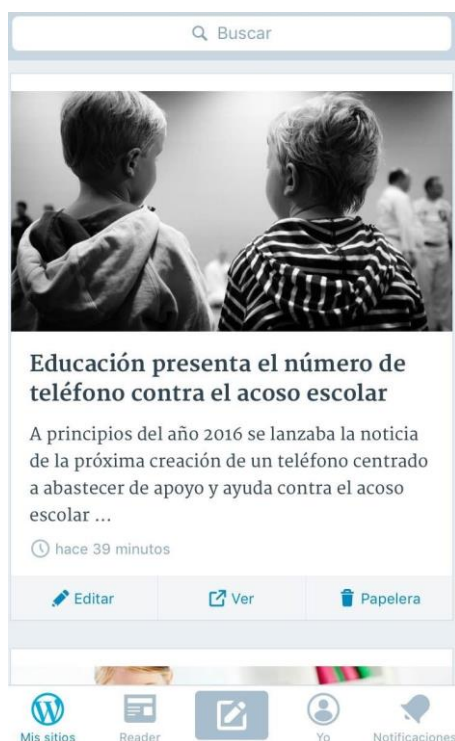 Buscar
Educación presenta el número de
teléfono contra el acoso escolar
A principios del año 2016 se lanzaba la noticia
de la próxima creación de un teléfono centrado
a abastecer de apoyo y ayuda contra el acoso
escolar ...
hace 39 minutos
Editar Ver Papelera
Mis sitios Reader Yo Notificaciones